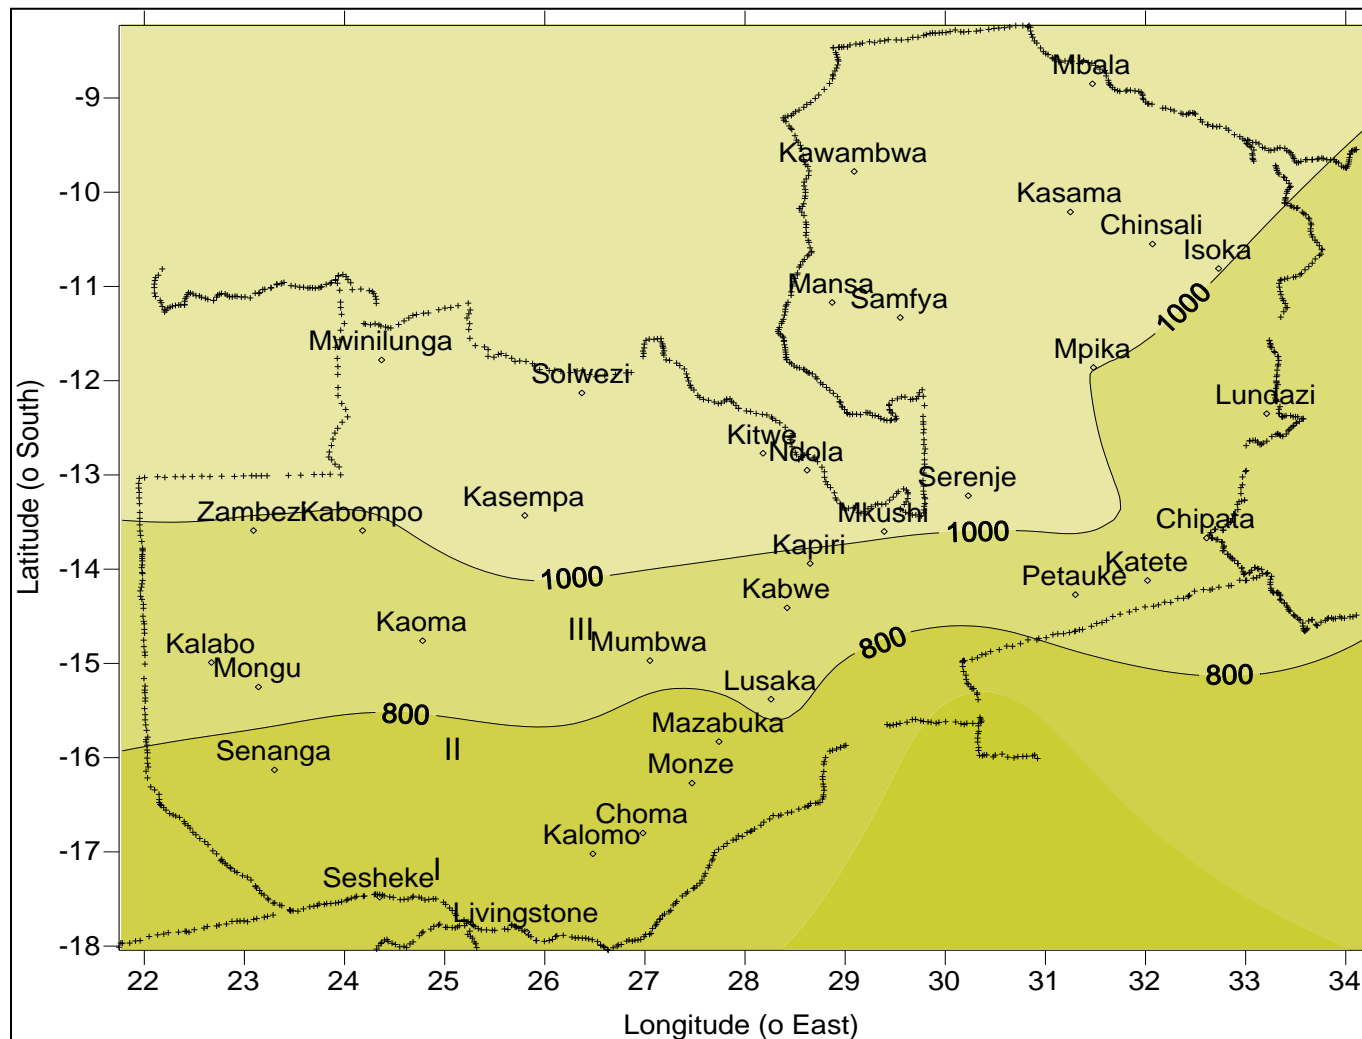 Mbala
-9
Kawambwa
-10
Kasama
Chinsali
Isoka
-11
Mansa
Samfya
1000
Mwinilunga
Mpika
Solwezi
-12
Lundazi
Kitwe
Ndola
-13
Serenje
Kasempa
Zambezi
Kabompo
Mkushi
Chipata
1000
Kapiri
-14
1000
Petauke
Katete
Kabwe
Kaoma
III
Mumbwa
Kalabo
800
-15
Mongu
Lusaka
800
800
Mazabuka
Senanga
II
-16
Monze
Choma
Kalomo
-17
I
Sesheke
Livingstone
-18
22 23 24 25 26 27 28 29 30 31 32 33 34
Longitude (o East)
Latitude (o South)